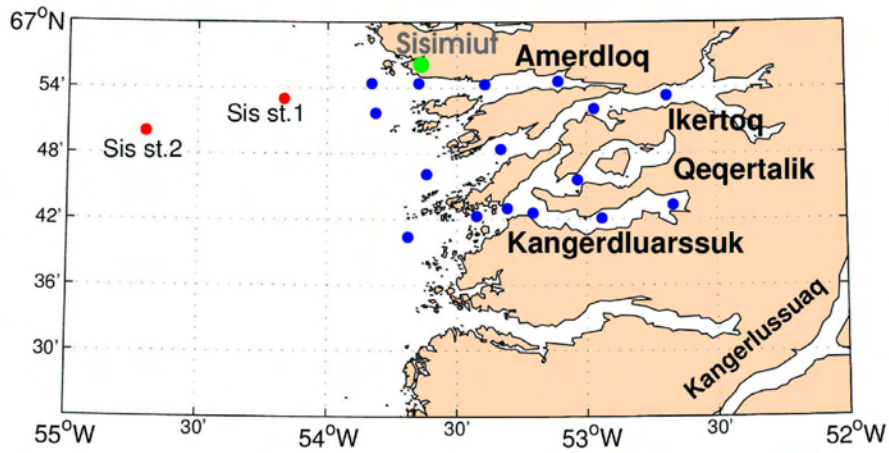 67°N
Sisimiut
Amerdloq
54'
Sis st.1
Ikertoq
Sis st.2
48'
Qeqertalik
42'
Kangerdluarssuk
36'
Kangerlussuaq
30'
55°W
30'
54°W
30'
53°W
30'
52°W